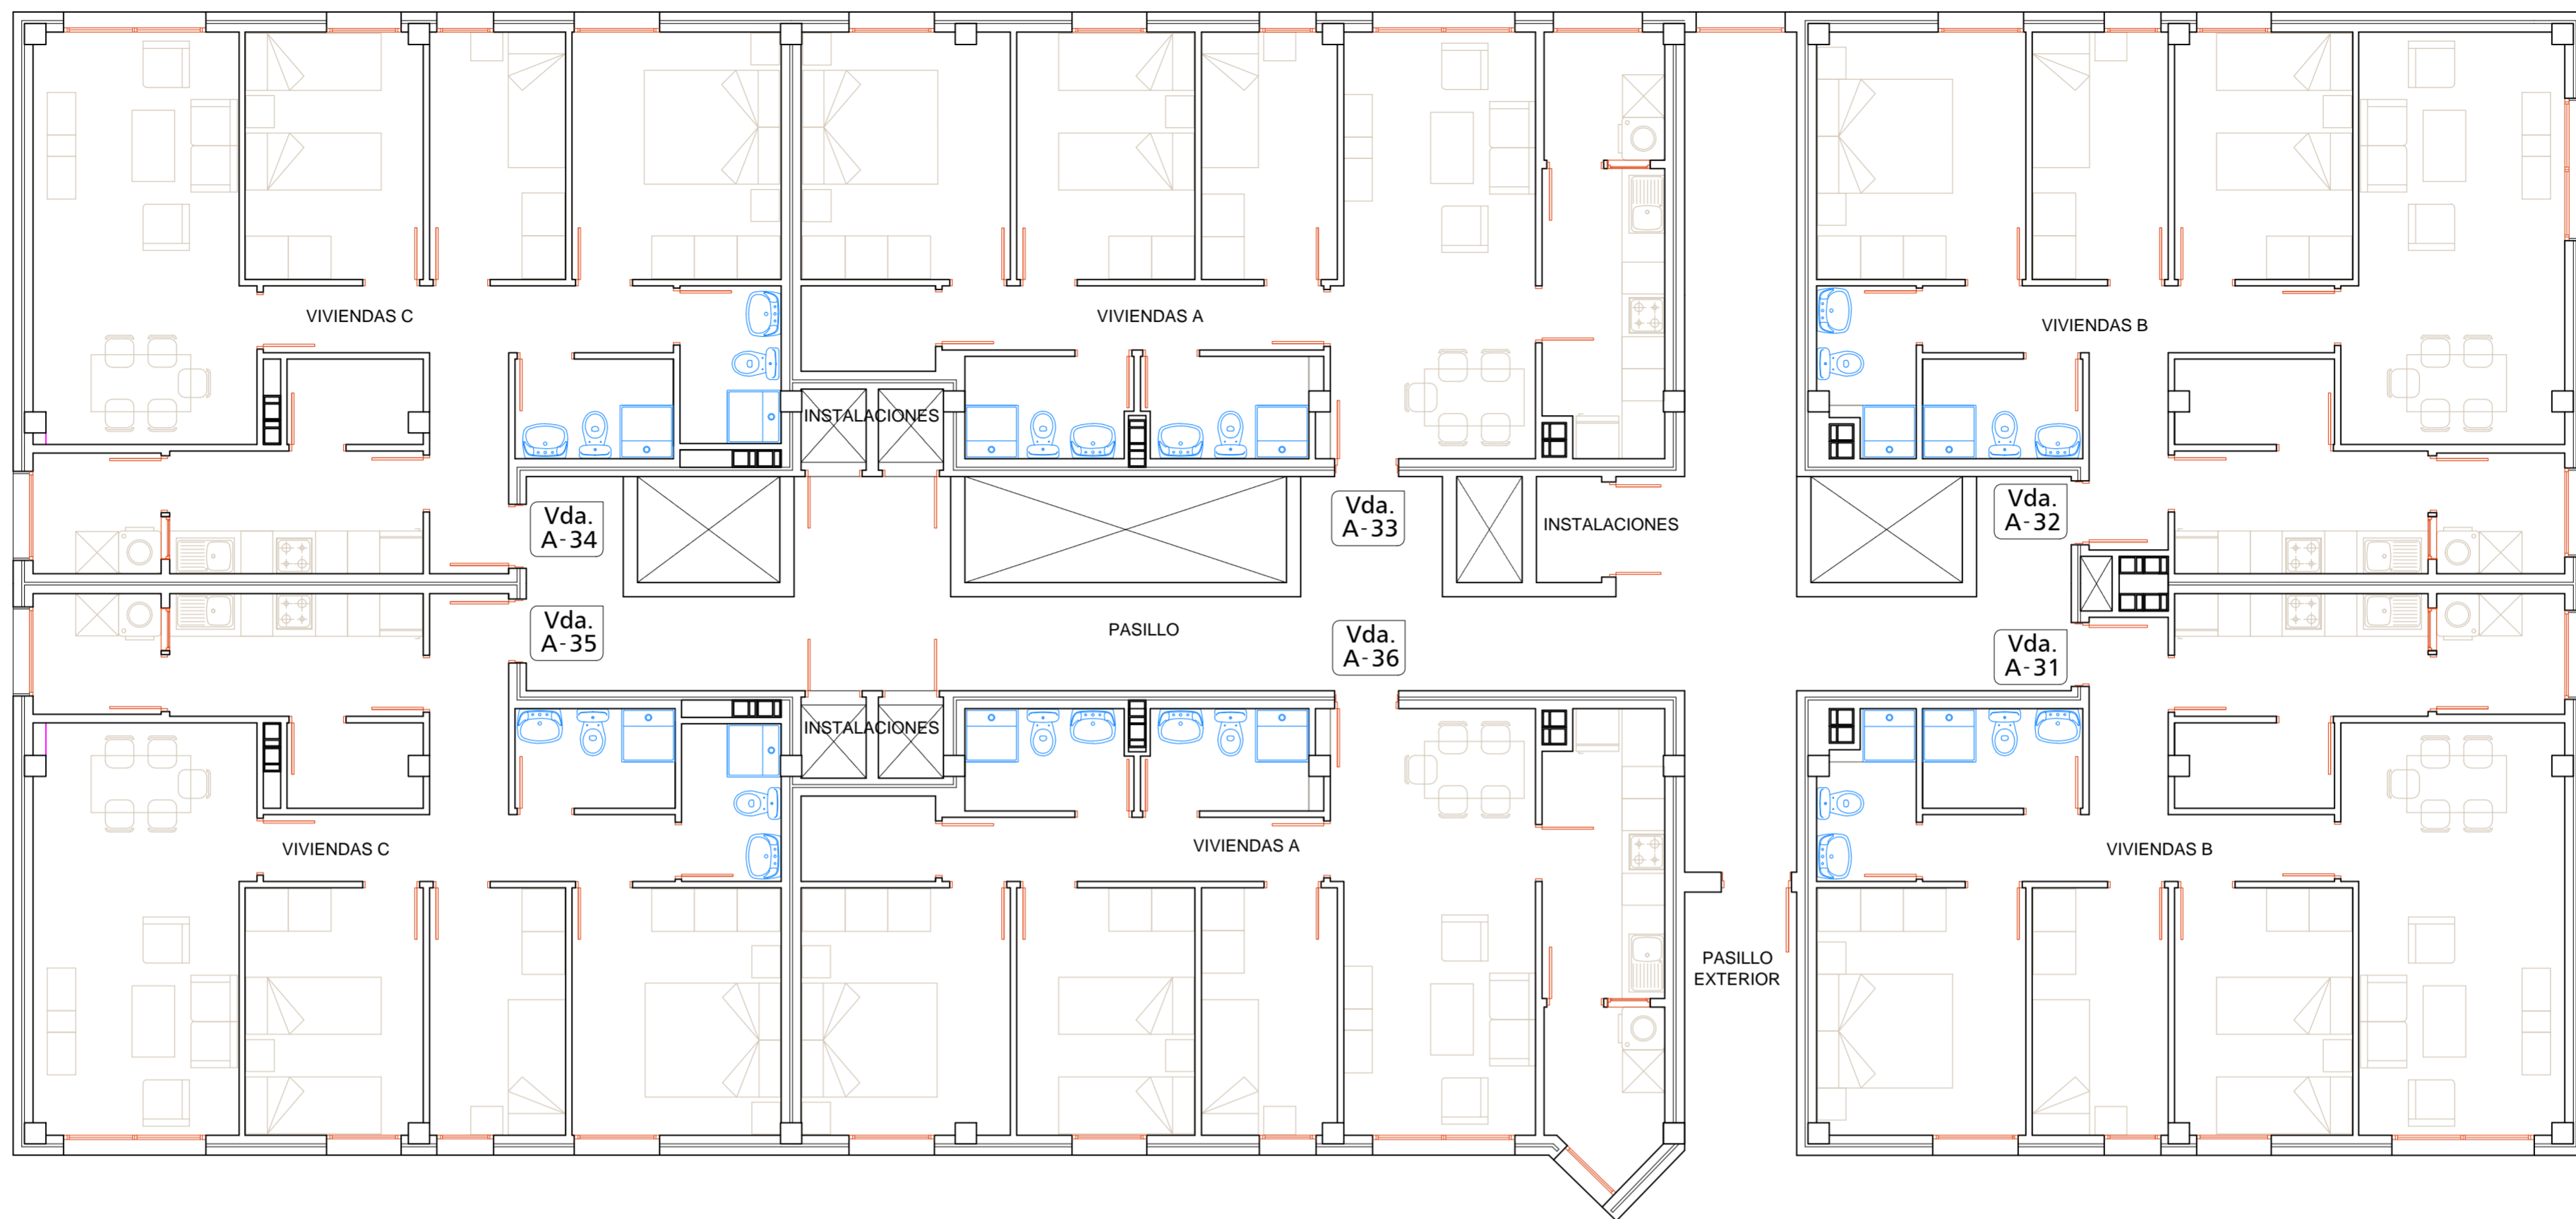 VIVIENDAS C
VIVIENDAS A
VIVIENDAS B
INSTALACIONES
Vda.
A-34
Vda.
A-33
INSTALACIONES
Vda.
A-32
Vda.
A-35
PASILLO
Vda.
A-36
Vda.
A-31
INSTALACIONES
VIVIENDAS C
VIVIENDAS A
VIVIENDAS B
PASILLO
EXTERIOR